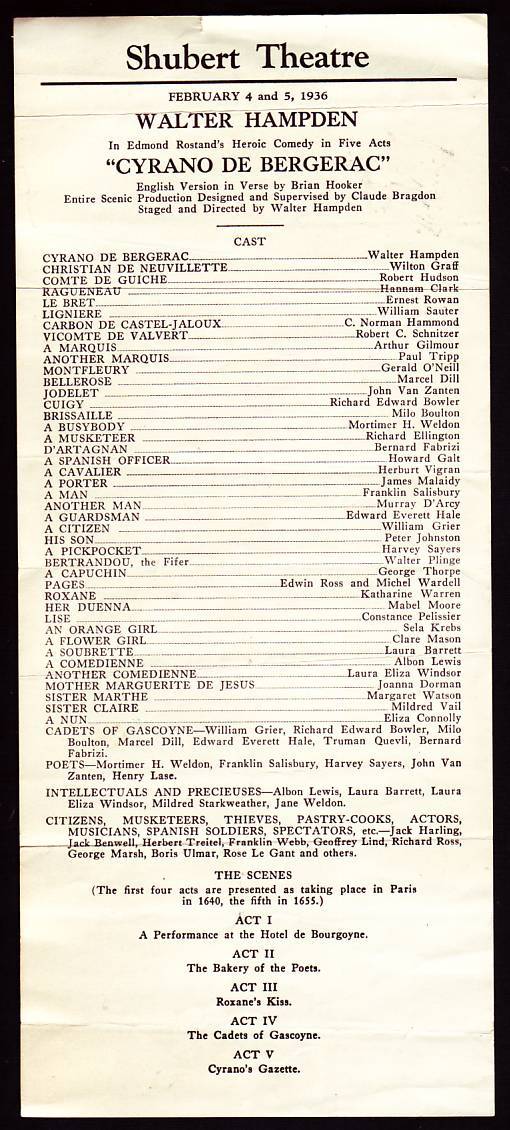 Shubert Theatre
FEBRUARY 4 and 5, 1936
WALTER HAMPDEN
In Edmond Rostand's Heroic Comedy in Five Acts
"CYRANO DE BERGERAC"
English Version in Verse by Brian Hooker
Entire Scenic Production Designed and Supervised by Claude Bragdon
Staged and Directed by Walter Hampden
CAST
CYRANO DE BERGERAC Walter Hampden
CHRISTIAN DE NEUVILLETTE Wilton Graff
COMTE DE GUICHE Robert Hudson
RAGUENEAU Hannam Clark
LE BRET Ernest Rowan
LIGNIERE William Sauter
CARBON DE CASTEL-JALOUX C. Norman Hammond
VICOMTE DE VALVERT Robert C. Schnitzer
A MARQUIS Arthur Gilmour
ANOTHER MARQUIS Paul Tripp
MONTFLEURY Gerald O'Neill
BELLEROSE Marcel Dill
JODELET John Van Zanten
CUIGY Richard Edward Bowler
BRISSAILLE Milo Boulton
A BUSYBODY Mortimer H. Weldon
A MUSKETEER Richard Ellington
D'ARTAGNAN Bernard Fabrizi
A SPANISH OFFICER Howard Galt
A CAVALIER Herburt Vigran
A PORTER James Malaidy
A MAN Franklin Salisbury
ANOTHER MAN Murray D'Arcy
A GUARDSMAN Edward Everett Hale
A CITIZEN William Grier
HIS SON Peter Johnston
A PICKPOCKET Harvey Sayers
BERTRANDOU, the Fifer Walter Plinge
A CAPUCHIN George Thorpe
PAGES Edwin Ross and Michel Wardell
ROXANE Katharine Warren
HER DUENNA Mabel Moore
LISE Constance Pelissier
AN ORANGE GIRL Sela Krebs
A FLOWER GIRL Clare Mason
A SOUBRETTE Laura Barrett
A COMEDIENNE Albon Lewis
ANOTHER COMEDIENNE Laura Eliza Windsor
MOTHER MARGUERITE DE JESUS Joanna Dorman
SISTER MARTHE Margaret Watson
SISTER CLAIRE Mildred Vail
A NUN Eliza Connolly
CADETS OF GASCOYNE—William Grier, Richard Edward Bowler, Milo
Boulton, Marcel Dill, Edward Everett Hale, Truman Quevli, Bernard
Fabrizi.
POETS—Mortimer H. Weldon, Franklin Salisbury, Harvey Sayers, John Van
Zanten, Henry Lase.
INTELLECTUALS AND PRECIEUSES—Albon Lewis, Laura Barrett, Laura
Eliza Windsor, Mildred Starkweather, Jane Weldon.
CITIZENS, MUSKETEERS, THIEVES, PASTRY-COOKS, ACTORS,
MUSICIANS, SPANISH SOLDIERS, SPECTATORS, etc.—Jack Harling,
Jack Benwell, Herbert Treitel, Franklin Webb, Geoffrey Lind, Richard Ross,
George Marsh, Boris Ulmar, Rose Le Gant and others.
THE SCENES
(The first four acts are presented as taking place in Paris
in 1640, the fifth in 1655.)
ACT I
A Performance at the Hotel de Bourgoyne.
ACT II
The Bakery of the Poets.
ACT III
Roxane's Kiss.
ACT IV
The Cadets of Gascoyne.
ACT V
Cyrano's Gazette.